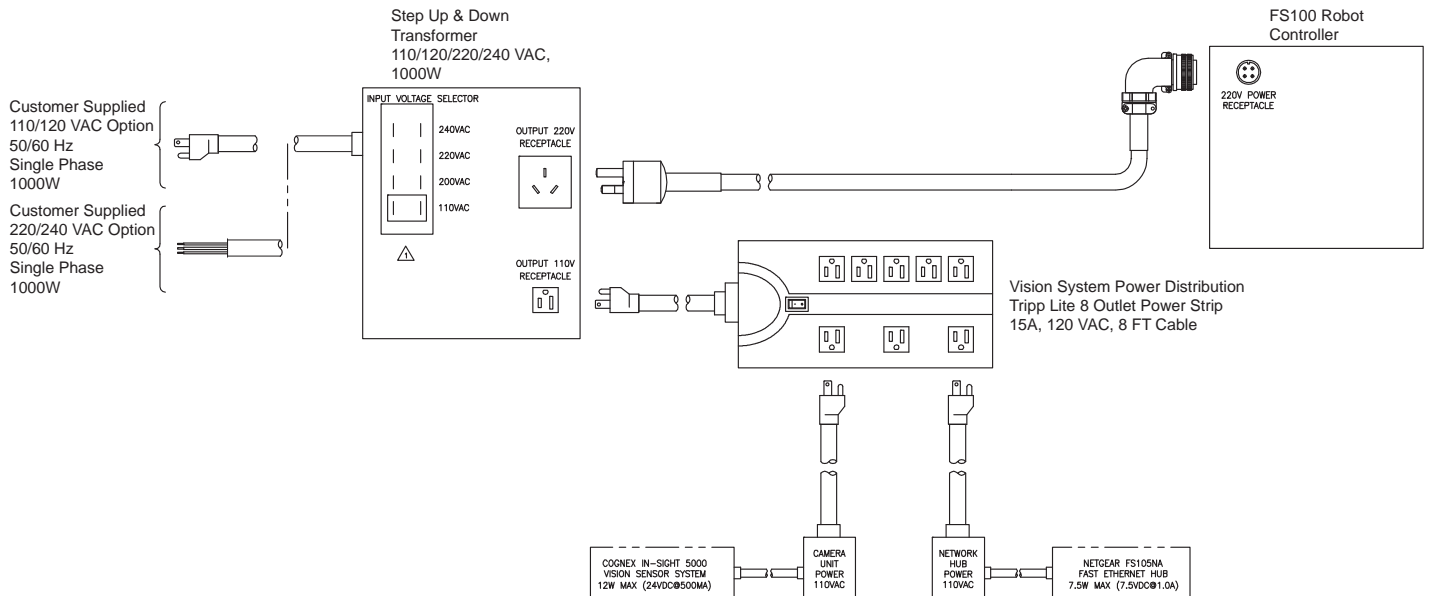 Step Up & Down
Transformer
110/120/220/240 VAC,
1000W
FS100 Robot
Controller
Customer Supplied
110/120 VAC Option
50/60 Hz
Single Phase
1000W
Customer Supplied
220/240 VAC Option
50/60 Hz
Single Phase
1000W
INPUT VOLTAGE SELECTOR
240VAC
220VAC
200VAC
110VAC
1
OUTPUT 220V
RECEPTACLE
OUTPUT 110V
RECEPTACLE
220V POWER
RECEPTACLE
Vision System Power Distribution
Tripp Lite 8 Outlet Power Strip
15A, 120 VAC, 8 FT Cable
COGNEX IN-SIGHT 5000
VISION SENSOR SYSTEM
12W MAX (24VDC@500MA)
CAMERA
UNIT
POWER
110VAC
NETWORK
HUB
POWER
110VAC
NETGEAR FS105NA
FAST ETHERNET HUB
7.5W MAX (7.5VDC@1.0A)